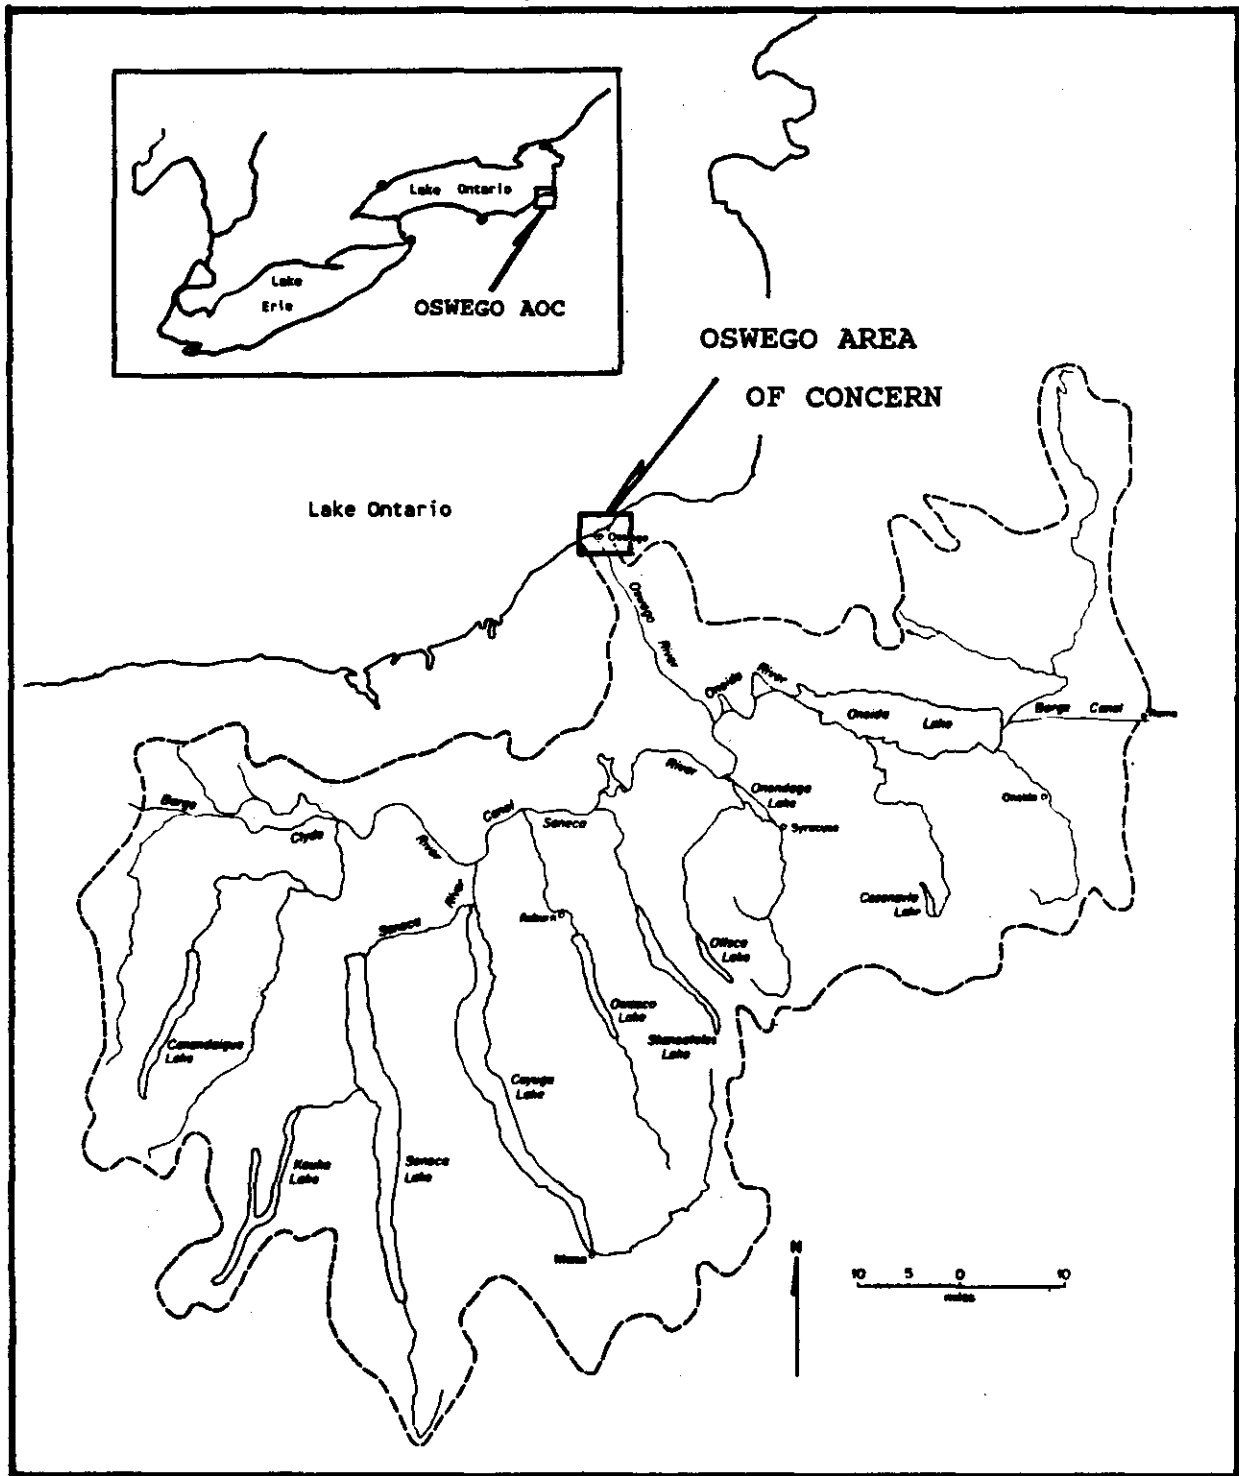 Lake Ontario
Lake
Erie
OSWEGO AOC
OSWEGO AREA
OF CONCERN
Lake Ontario
Oswego
Oswego
River
Oneida
River
Oneida
Lake
Barge Canal
Rome
Barge
Clyde
River
Canal
Seneca
River
Onondaga
Lake
Syracuse
Oneida
Cazenovia
Lake
Seneca
River
Auburn
Otisco
Lake
Owasco
Lake
Skaneateles
Lake
Canandaigua
Lake
Cayuga
Lake
Keuka
Lake
Seneca
Lake
N
10 5 0 10
miles